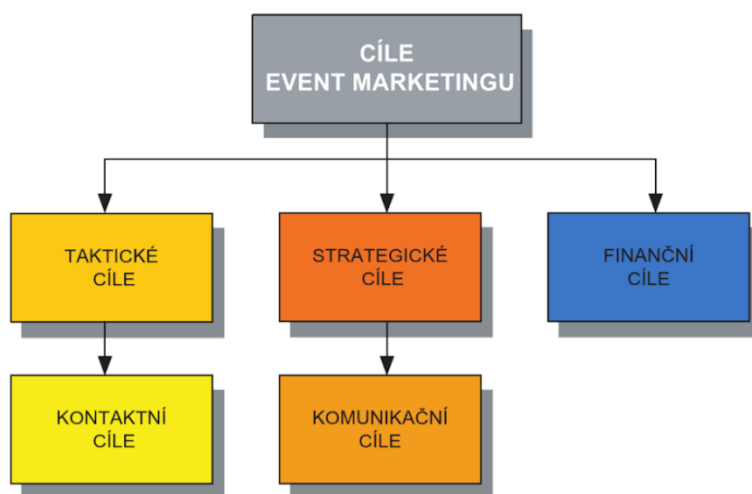 CÍLE
EVENT MARKETINGU
TAKTICKÉ
CÍLE
STRATEGICKÉ
CÍLE
FINANČNÍ
CÍLE
KONTAKTNÍ
CÍLE
KOMUNIKAČNÍ
CÍLE